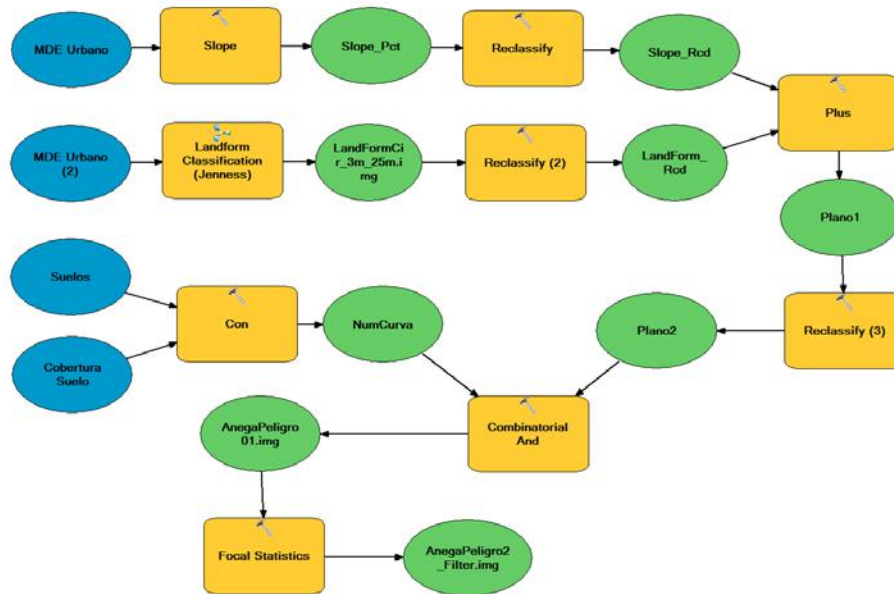 MDE Urbano
Slope
Slope_Pct
Reclassify
Slope_Rcd
Plus
MDE Urbano
(2)
Landform
Classification
(Jenness)
LandFormCi
r_3m_25m.i
mg
Reclassify (2)
LandForm_
Rcd
Plano1
Suelos
Con
NumCurva
Plano2
Reclassify (3)
Cobertura
Suelo
AnegaPeligro
01.img
Combinatorial
And
Focal Statistics
AnegaPeligro2
_Filter.img